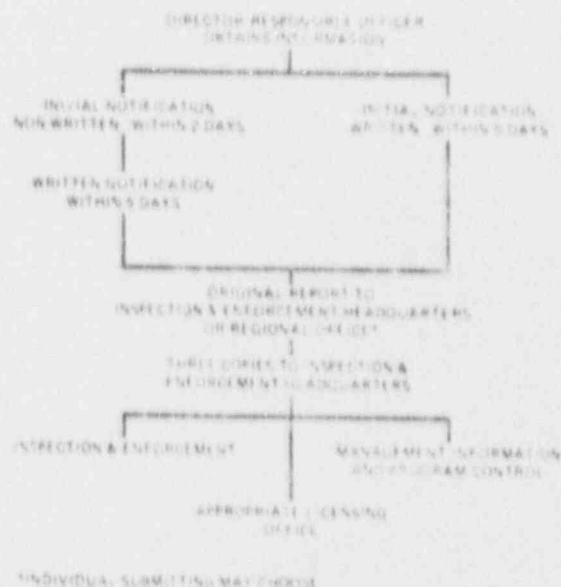 DIRECTOR-RESPONSIBLE OFFICER
OBTAINS INFORMATION
INITIAL NOTIFICATION
NON WRITTEN WITHIN 2 DAYS
INITIAL NOTIFICATION
WRITTEN WITHIN 5 DAYS
WRITTEN NOTIFICATION
WITHIN 5 DAYS
ORIGINAL REPORT TO
INSPECTION & ENFORCEMENT HEADQUARTERS
OR REGIONAL OFFICE*
THREE COPIES TO INSPECTION &
ENFORCEMENT HEADQUARTERS
INSPECTION & ENFORCEMENT
MANAGEMENT INFORMATION
AND PROGRAM CONTROL
APPROPRIATE LICENSING
OFFICE
*INDIVIDUAL SUBMITTING MAY CHOOSE